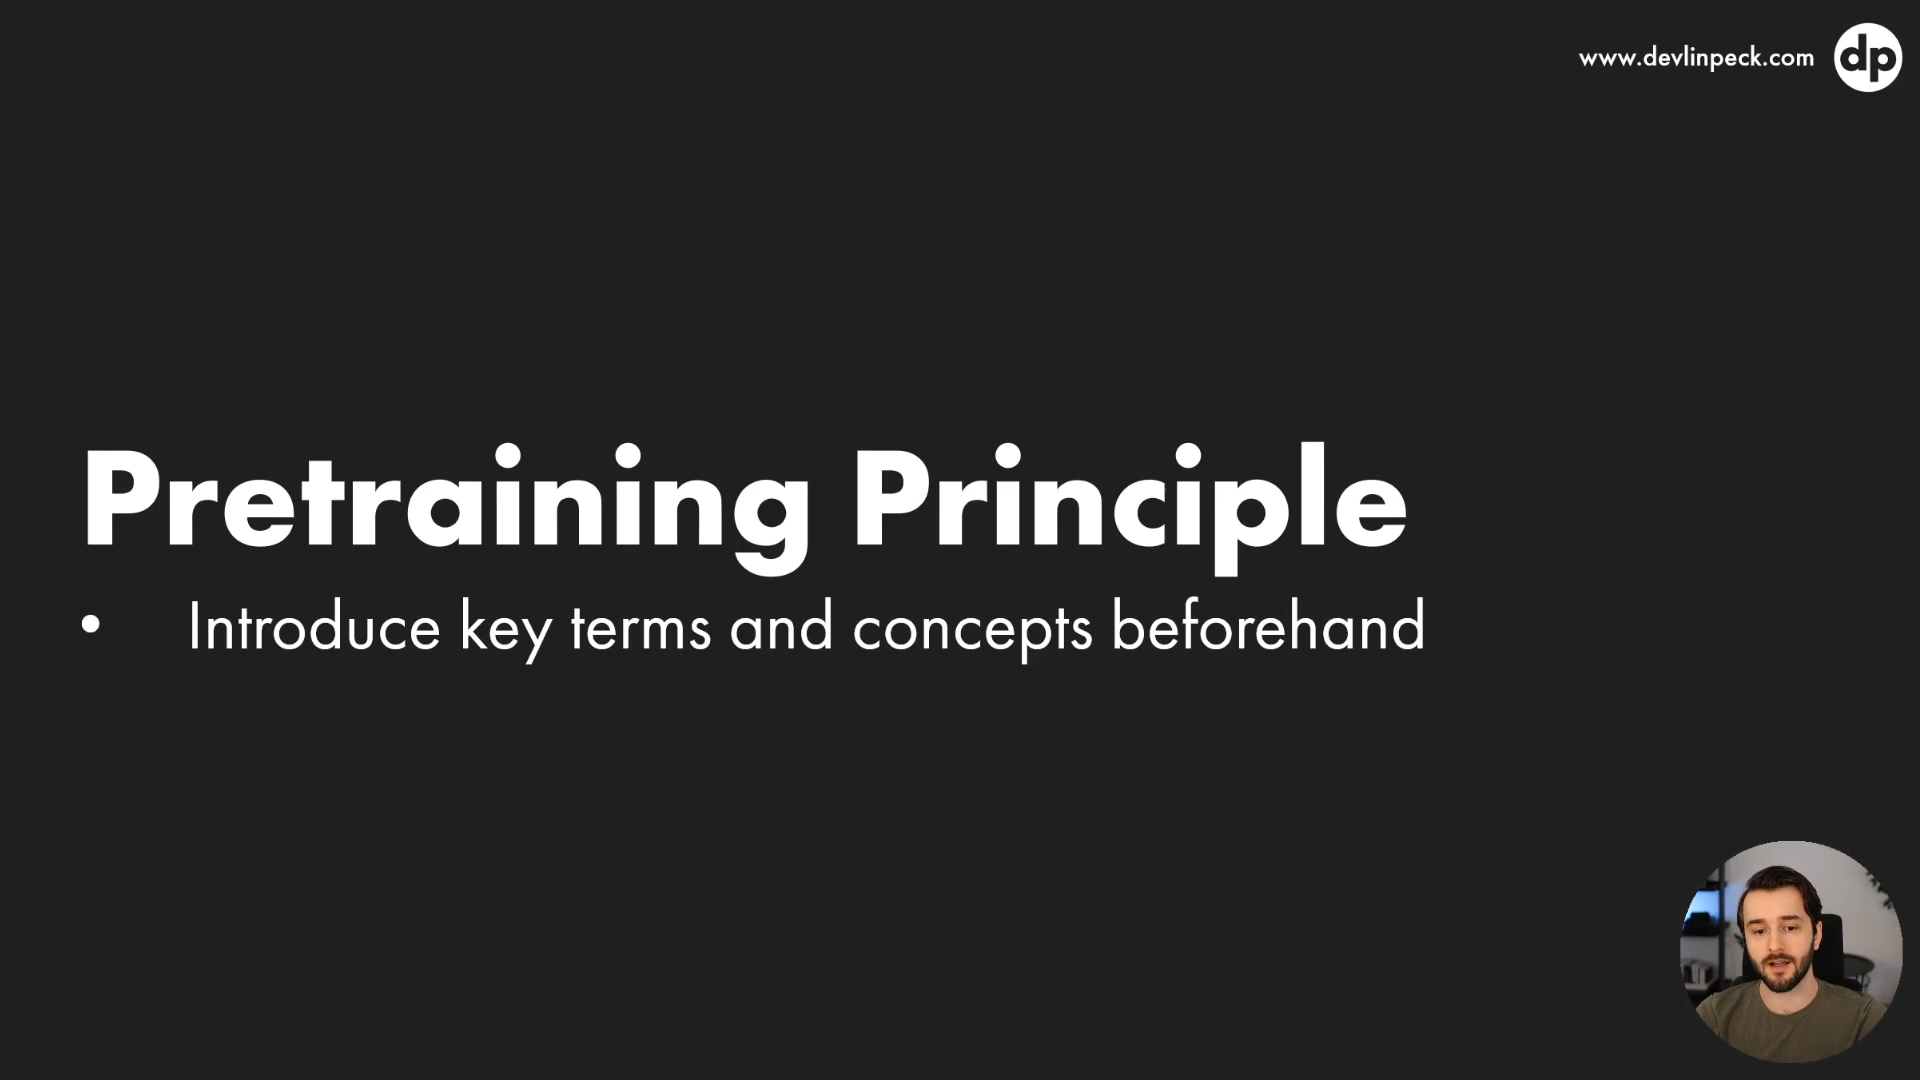 www.devlinpeck.com dp
Pretraining Principle
• Introduce key terms and concepts beforehand